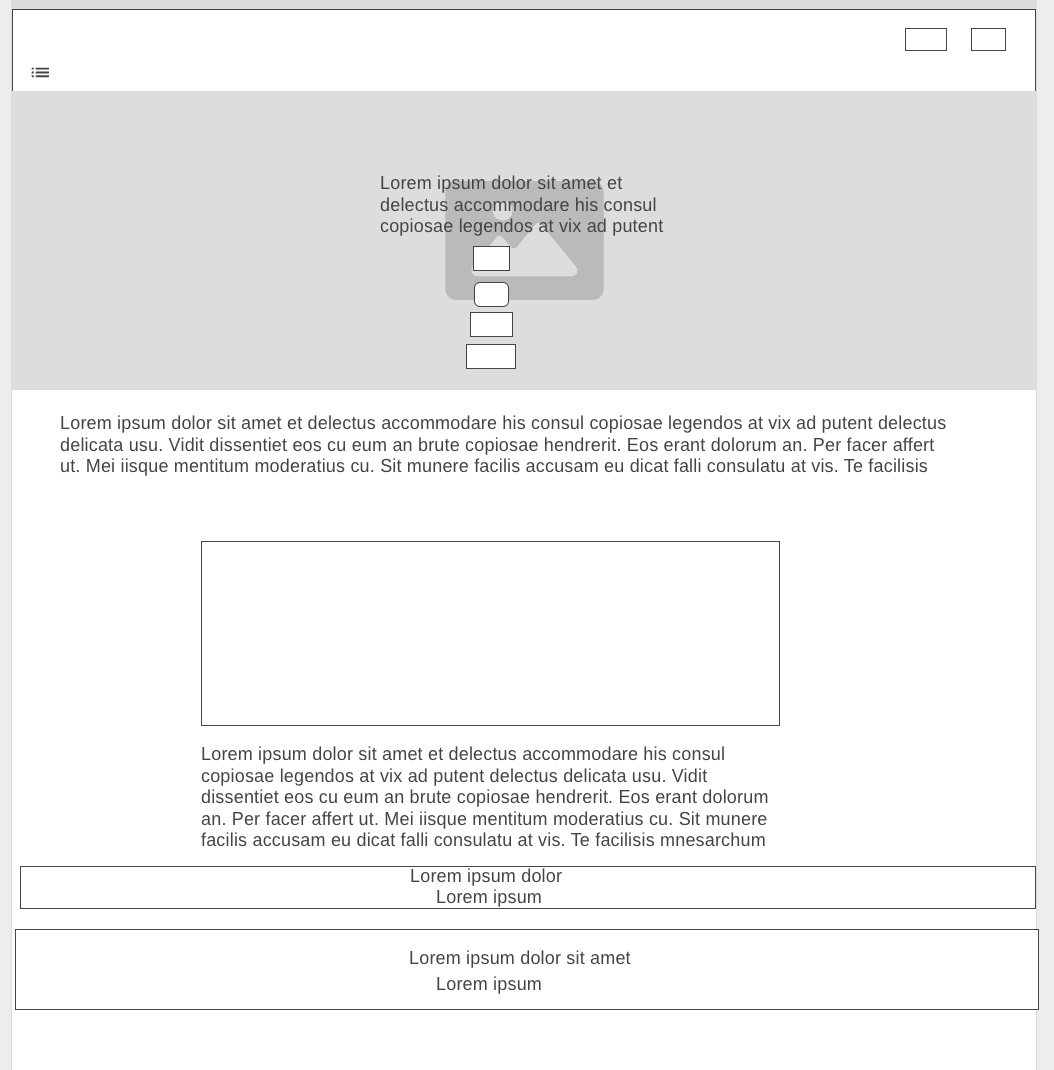 Lorem ipsum dolor sit amet et
delectus accommodare his consul
copiosae legendos at vix ad putent
Lorem ipsum dolor sit amet et delectus accommodare his consul copiosae legendos at vix ad putent delectus
delicata usu. Vidit dissentiet eos cu eum an brute copiosae hendrerit. Eos erant dolorum an. Per facer affert
ut. Mei iisque mentitum moderatius cu. Sit munere facilis accusam eu dicat falli consulatu at vis. Te facilisis
Lorem ipsum dolor sit amet et delectus accommodare his consul
copiosae legendos at vix ad putent delectus delicata usu. Vidit
dissentiet eos cu eum an brute copiosae hendrerit. Eos erant dolorum
an. Per facer affert ut. Mei iisque mentitum moderatius cu. Sit munere
facilis accusam eu dicat falli consulatu at vis. Te facilisis mnesarchum
Lorem ipsum dolor
Lorem ipsum
Lorem ipsum dolor sit amet
Lorem ipsum